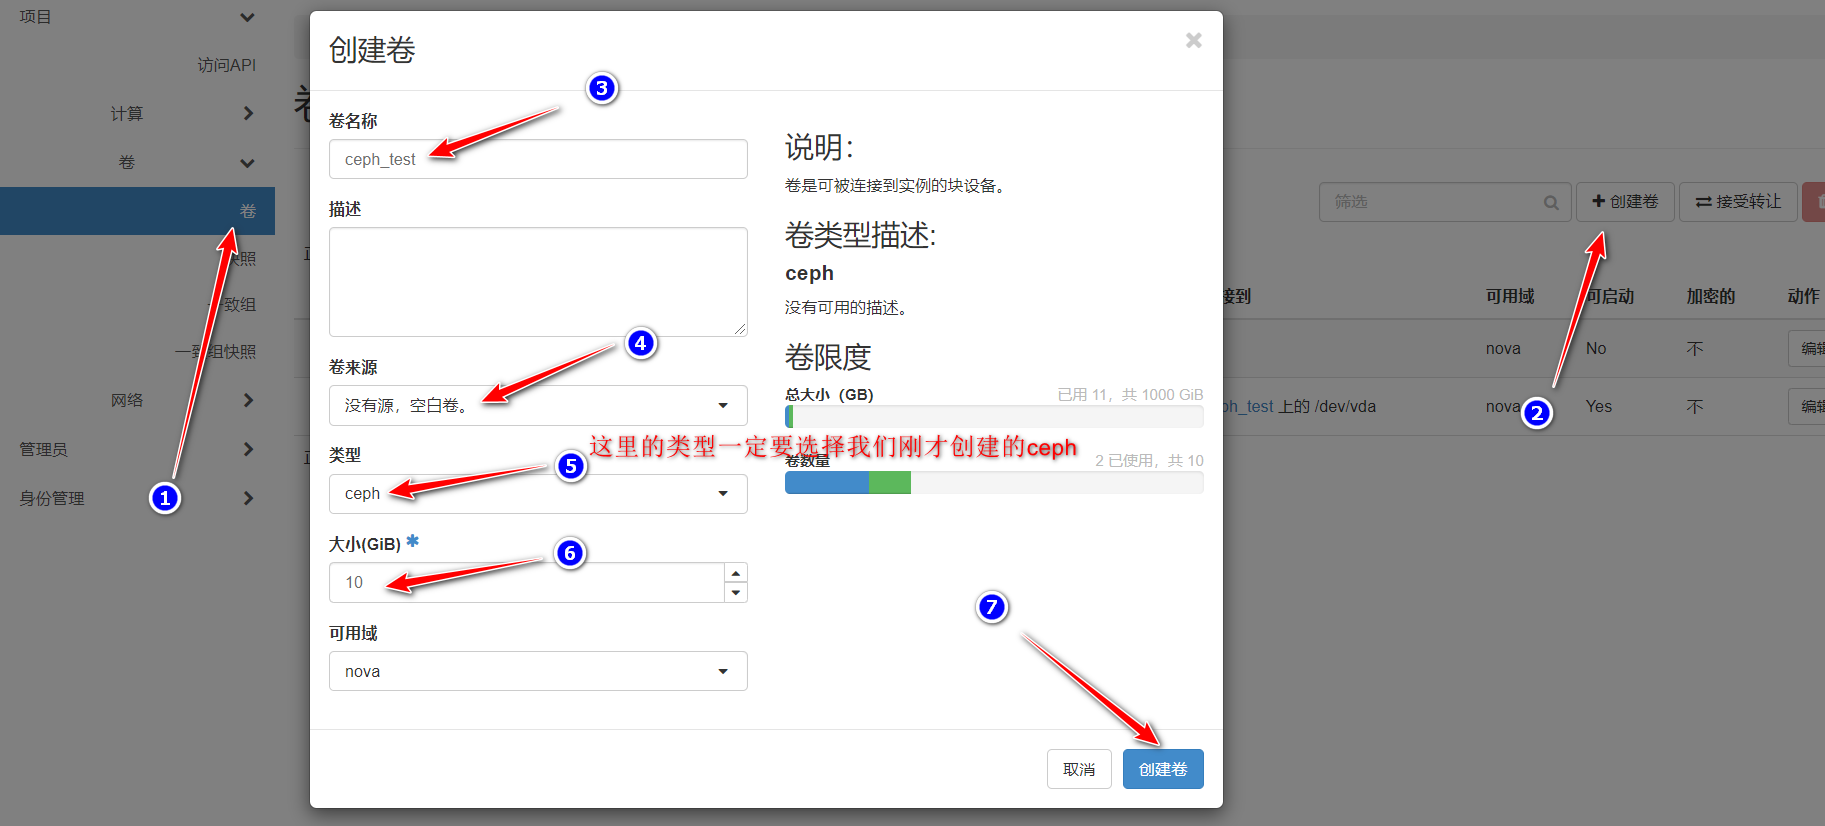 项目
访问API
计算
卷
卷
快照
一致组
一致组快照
网络
管理员
身份管理
1
创建卷
3
卷名称
ceph_test
描述
卷来源
4
没有源，空白卷。
类型
5
ceph
大小(GiB) *
6
10
可用域
nova
说明：
卷是可被连接到实例的块设备。
卷类型描述:
ceph
没有可用的描述。
卷限度
总大小（GB) 已用 11，共 1000 GiB
这里的类型一定要选择我们刚才创建的ceph
卷数量 2 已使用，共 10
7
取消 创建卷
筛选 创建卷 接受转让
接到 可用域 可启动 加密的 动作
nova No 不 编辑
ph_test 上的 /dev/vda nova Yes 不 编辑
2